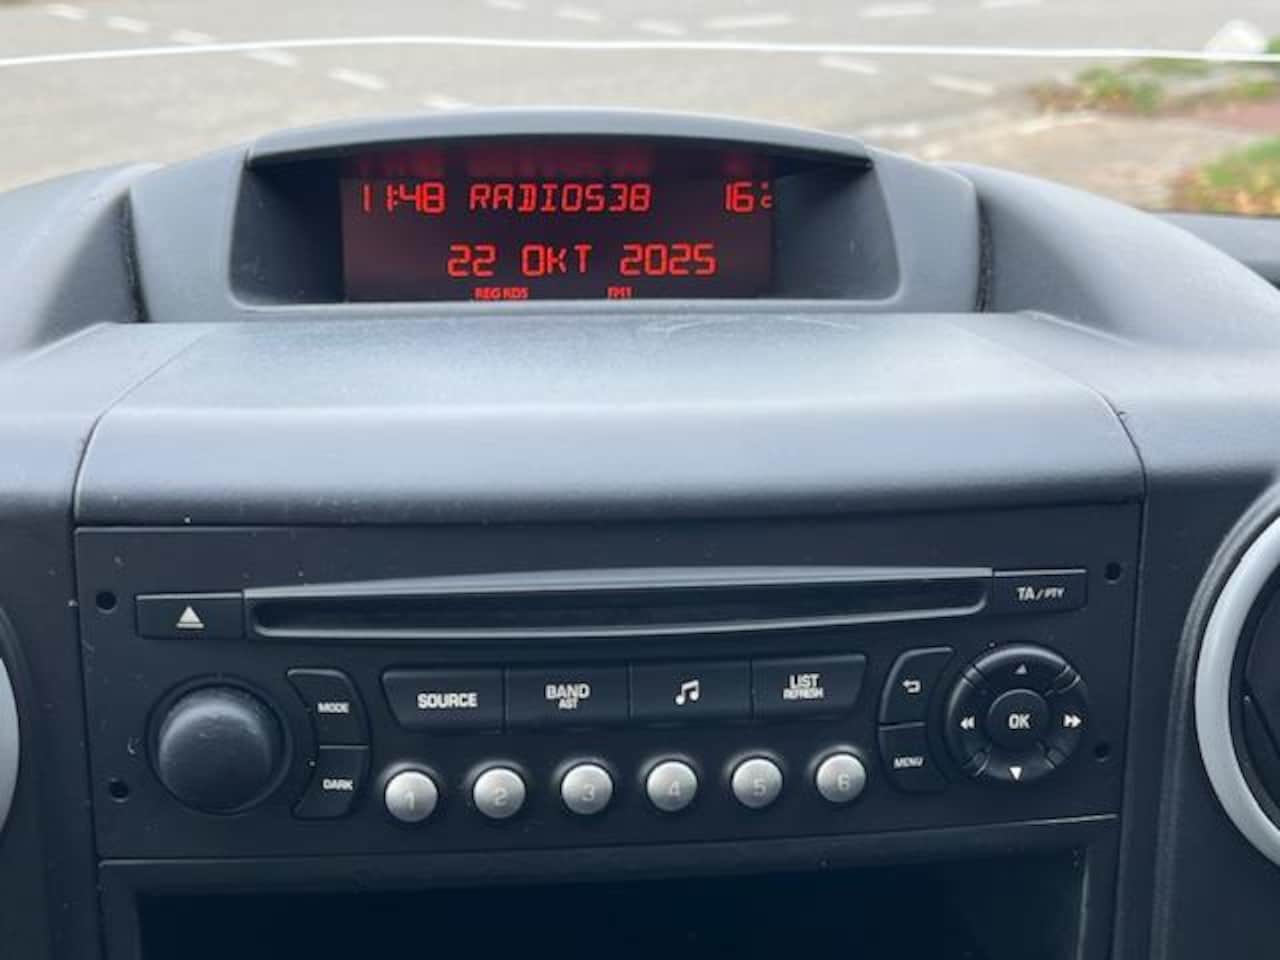 11:48 RADIO538 16°C
22 OKT 2025
REG RDS FM1
TA/PTY
MODE SOURCE BAND AST LIST REFRESH
DARK MENU OK
1 2 3 4 5 6